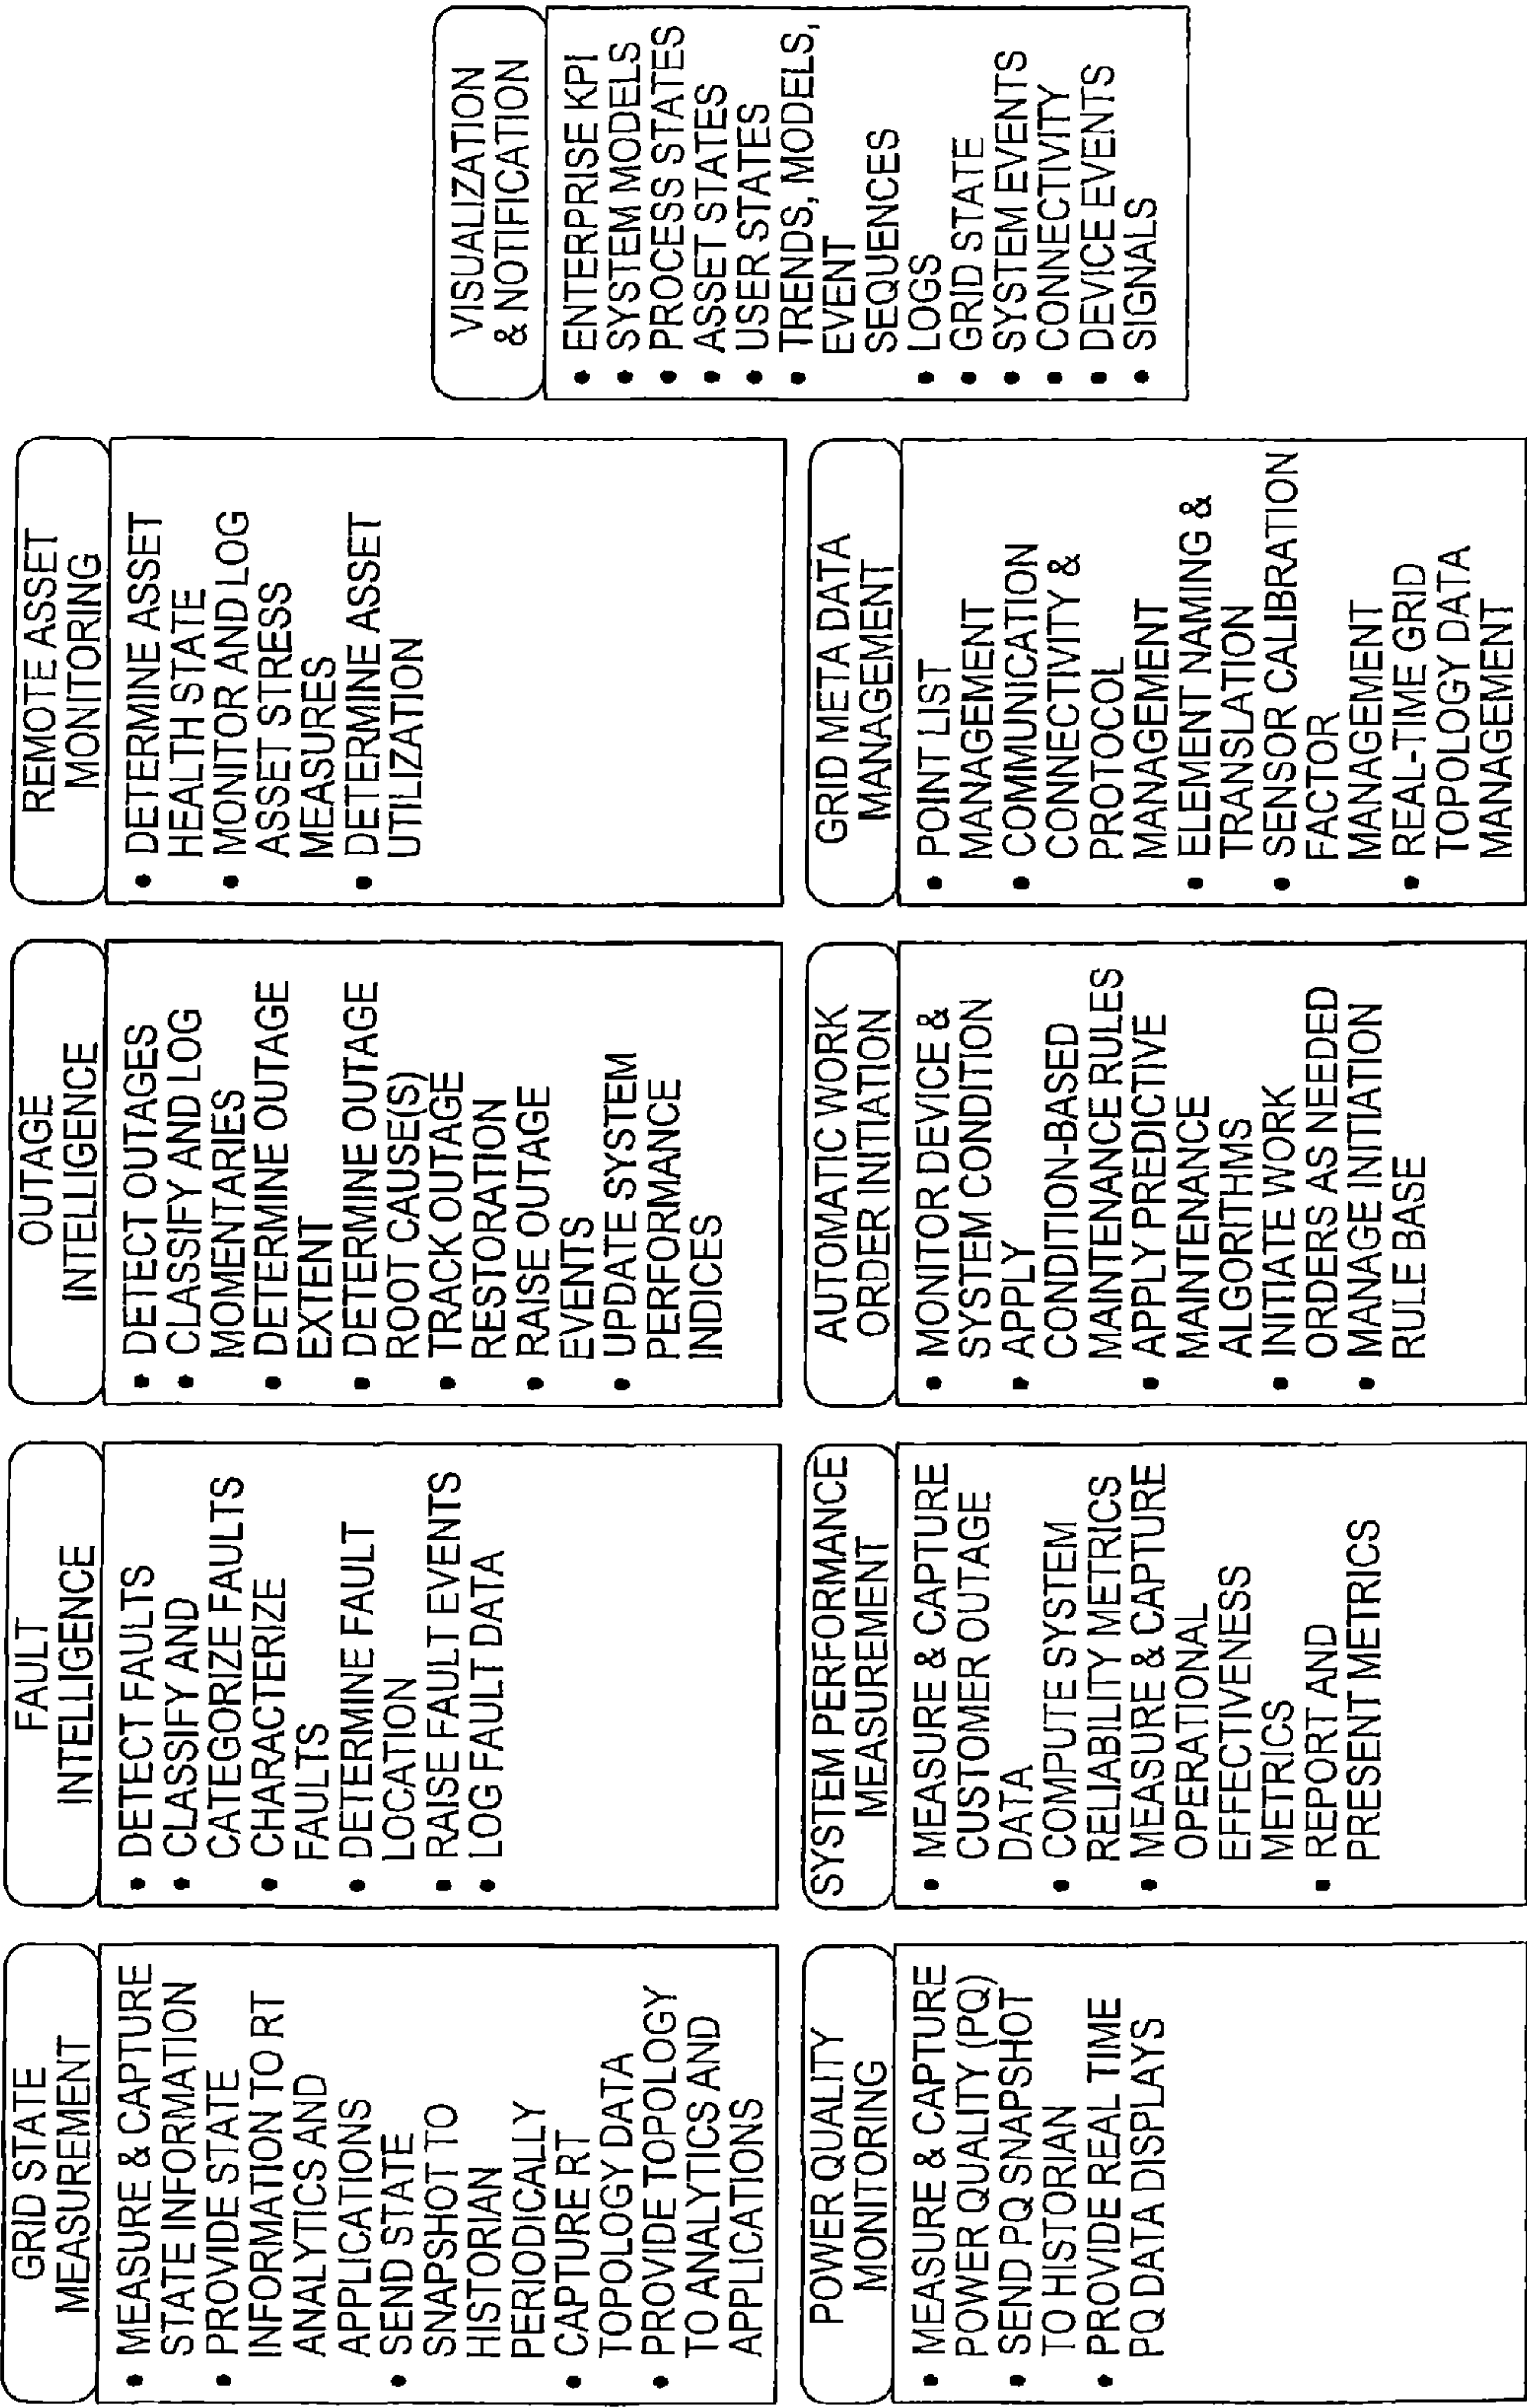 GRID STATE
MEASUREMENT
• MEASURE & CAPTURE
STATE INFORMATION
• PROVIDE STATE
INFORMATION TO RT
ANALYTICS AND
APPLICATIONS
• SEND STATE
SNAPSHOT TO
HISTORIAN
PERIODICALLY
• CAPTURE RT
TOPOLOGY DATA
• PROVIDE TOPOLOGY
TO ANALYTICS AND
APPLICATIONS
FAULT
INTELLIGENCE
• DETECT FAULTS
• CLASSIFY AND
CATEGORIZE FAULTS
• CHARACTERIZE
FAULTS
• DETERMINE FAULT
LOCATION
• RAISE FAULT EVENTS
• LOG FAULT DATA
OUTAGE
INTELLIGENCE
• DETECT OUTAGES
• CLASSIFY AND LOG
MOMENTARIES
• DETERMINE OUTAGE
EXTENT
• DETERMINE OUTAGE
ROOT CAUSE(S)
• TRACK OUTAGE
RESTORATION
• RAISE OUTAGE
EVENTS
• UPDATE SYSTEM
PERFORMANCE
INDICES
REMOTE ASSET
MONITORING
• DETERMINE ASSET
HEALTH STATE
• MONITOR AND LOG
ASSET STRESS
MEASURES
• DETERMINE ASSET
UTILIZATION
POWER QUALITY
MONITORING
• MEASURE & CAPTURE
POWER QUALITY (PQ)
• SEND PQ SNAPSHOT
TO HISTORIAN
• PROVIDE REAL TIME
PQ DATA DISPLAYS
SYSTEM PERFORMANCE
MEASUREMENT
• MEASURE & CAPTURE
CUSTOMER OUTAGE
DATA
• COMPUTE SYSTEM
RELIABILITY METRICS
• MEASURE & CAPTURE
OPERATIONAL
EFFECTIVENESS
METRICS
• REPORT AND
PRESENT METRICS
AUTOMATIC WORK
ORDER INITIATION
• MONITOR DEVICE &
SYSTEM CONDITION
• APPLY
CONDITION-BASED
MAINTENANCE RULES
• APPLY PREDICTIVE
MAINTENANCE
ALGORITHMS
• INITIATE WORK
ORDERS AS NEEDED
• MANAGE INITIATION
RULE BASE
GRID META DATA
MANAGEMENT
• POINT LIST
MANAGEMENT
• COMMUNICATION
CONNECTIVITY &
PROTOCOL
MANAGEMENT
• ELEMENT NAMING &
TRANSLATION
• SENSOR CALIBRATION
FACTOR
MANAGEMENT
• REAL-TIME GRID
TOPOLOGY DATA
MANAGEMENT
VISUALIZATION
& NOTIFICATION
• ENTERPRISE KPI
• SYSTEM MODELS
• PROCESS STATES
• ASSET STATES
• USER STATES
• TRENDS, MODELS,
EVENT
SEQUENCES
• LOGS
• GRID STATE
• SYSTEM EVENTS
• CONNECTIVITY
• DEVICE EVENTS
• SIGNALS